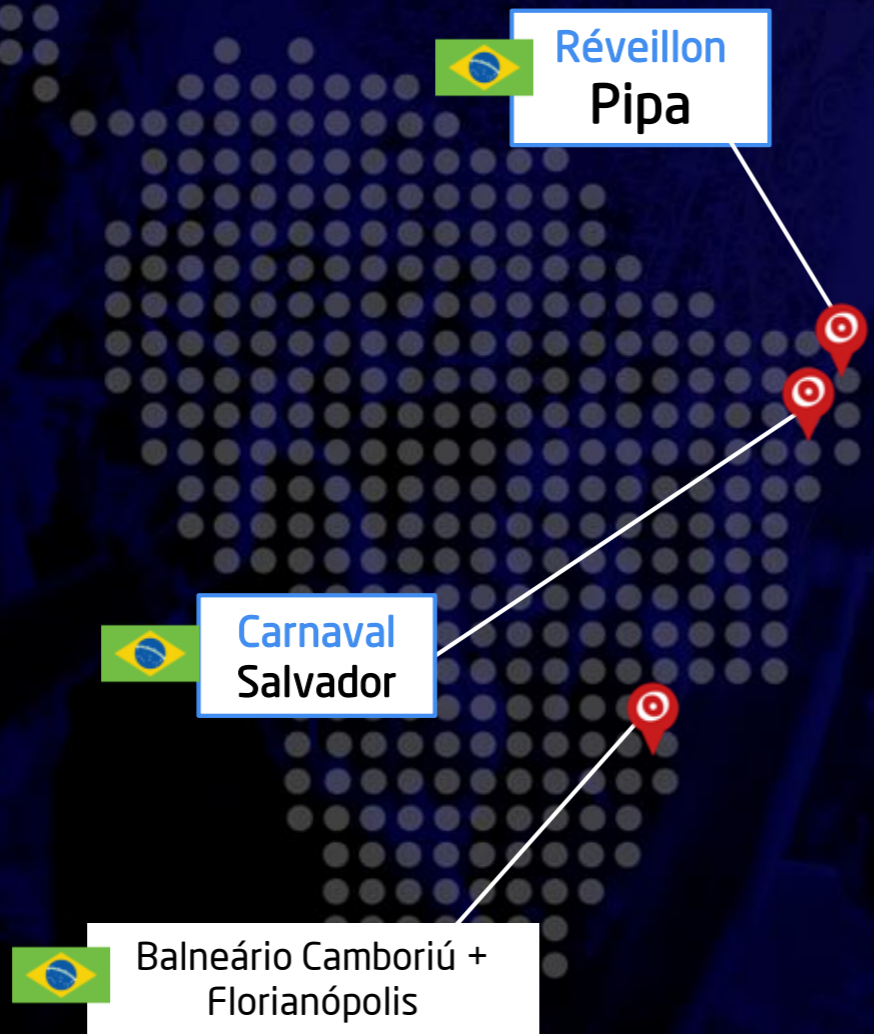 Réveillon
Pipa
Carnaval
Salvador
Balneário Camboriú +
Florianópolis